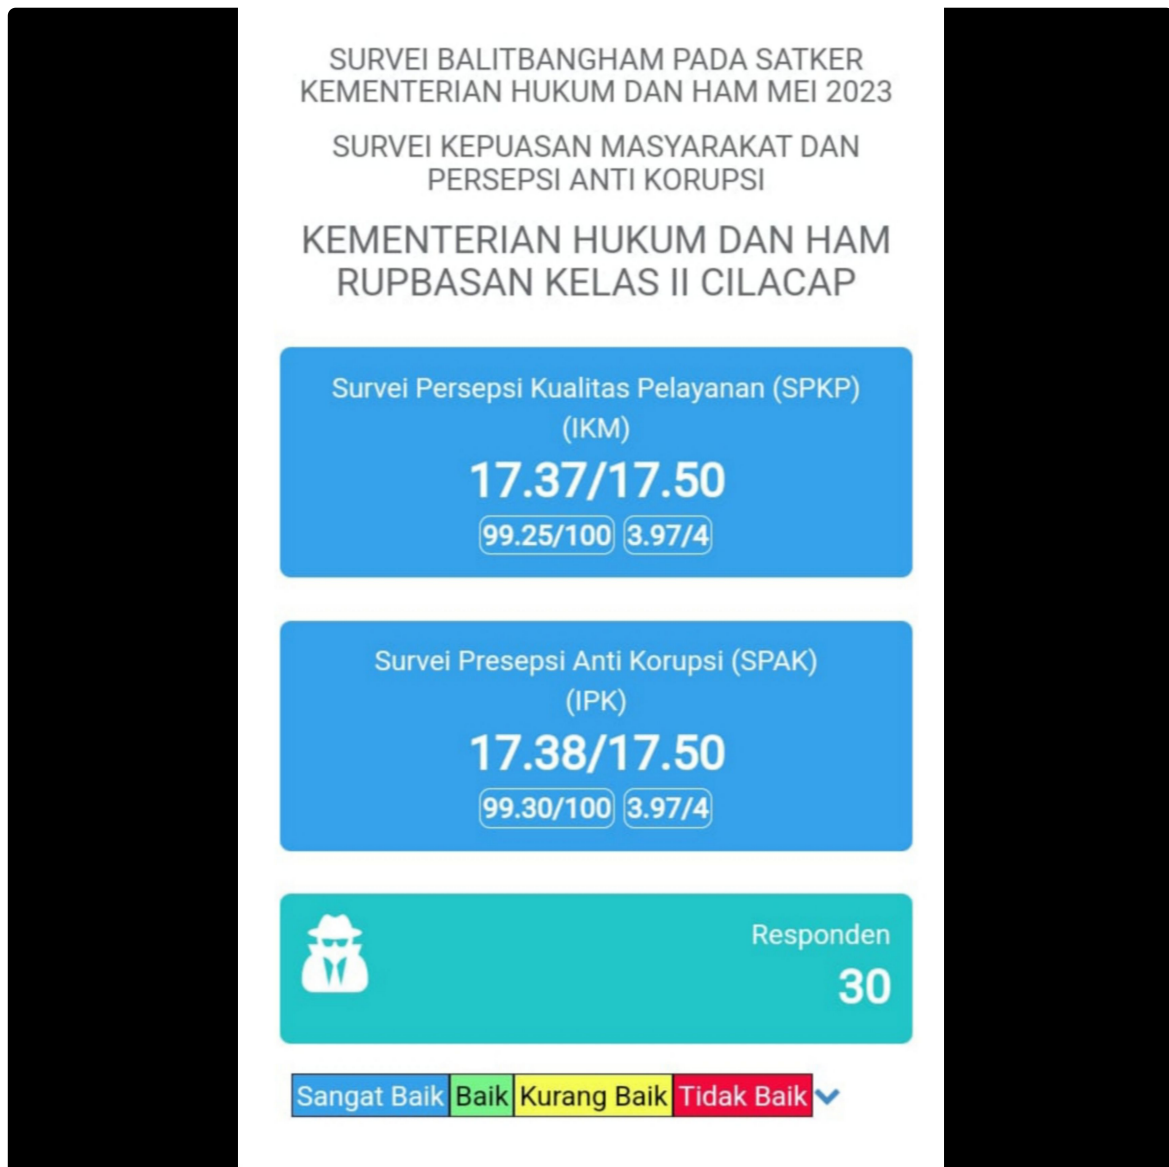 SURVEI BALITBANGHAM PADA SATKER
KEMENTERIAN HUKUM DAN HAM MEI 2023
SURVEI KEPUASAN MASYARAKAT DAN
PERSEPSI ANTI KORUPSI
KEMENTERIAN HUKUM DAN HAM
RUPBASAN KELAS II CILACAP
Survei Persepsi Kualitas Pelayanan (SPKP)
(IKM)
17.37/17.50
99.25/100 3.97/4
Survei Presepsi Anti Korupsi (SPAK)
(IPK)
17.38/17.50
99.30/100 3.97/4
Responden
30
Sangat Baik Baik Kurang Baik Tidak Baik